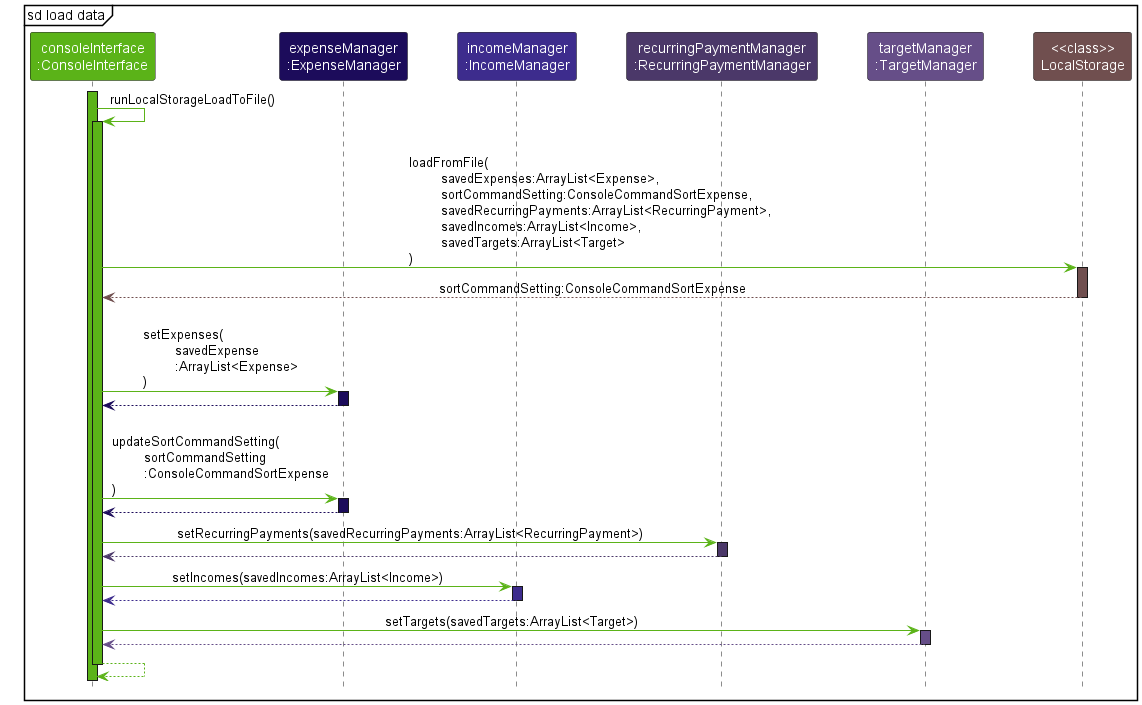 sd load data
consoleInterface
:ConsoleInterface
expenseManager
:ExpenseManager
incomeManager
:IncomeManager
recurringPaymentManager
:RecurringPaymentManager
targetManager
:TargetManager
<<class>>
LocalStorage
runLocalStorageLoadToFile()
loadFromFile(
savedExpenses:ArrayList<Expense>,
sortCommandSetting:ConsoleCommandSortExpense,
savedRecurringPayments:ArrayList<RecurringPayment>,
savedIncomes:ArrayList<Income>,
savedTargets:ArrayList<Target>
)
sortCommandSetting:ConsoleCommandSortExpense
setExpenses(
savedExpense
:ArrayList<Expense>
)
updateSortCommandSetting(
sortCommandSetting
:ConsoleCommandSortExpense
)
setRecurringPayments(savedRecurringPayments:ArrayList<RecurringPayment>)
setIncomes(savedIncomes:ArrayList<Income>)
setTargets(savedTargets:ArrayList<Target>)